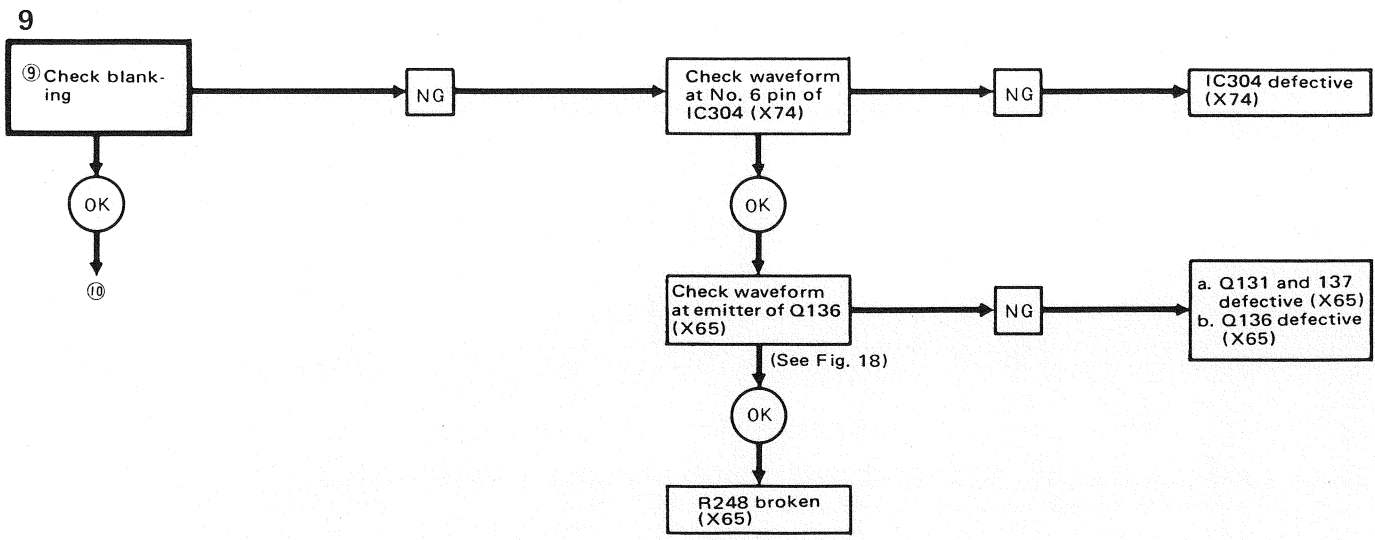 9
⑨ Check blank-
ing
NG
Check waveform
at No. 6 pin of
IC304 (X74)
NG
IC304 defective
(X74)
OK
⑩
OK
Check waveform
at emitter of Q136
(X65)
NG
a. Q131 and 137
defective (X65)
b. Q136 defective
(X65)
(See Fig. 18)
OK
R248 broken
(X65)